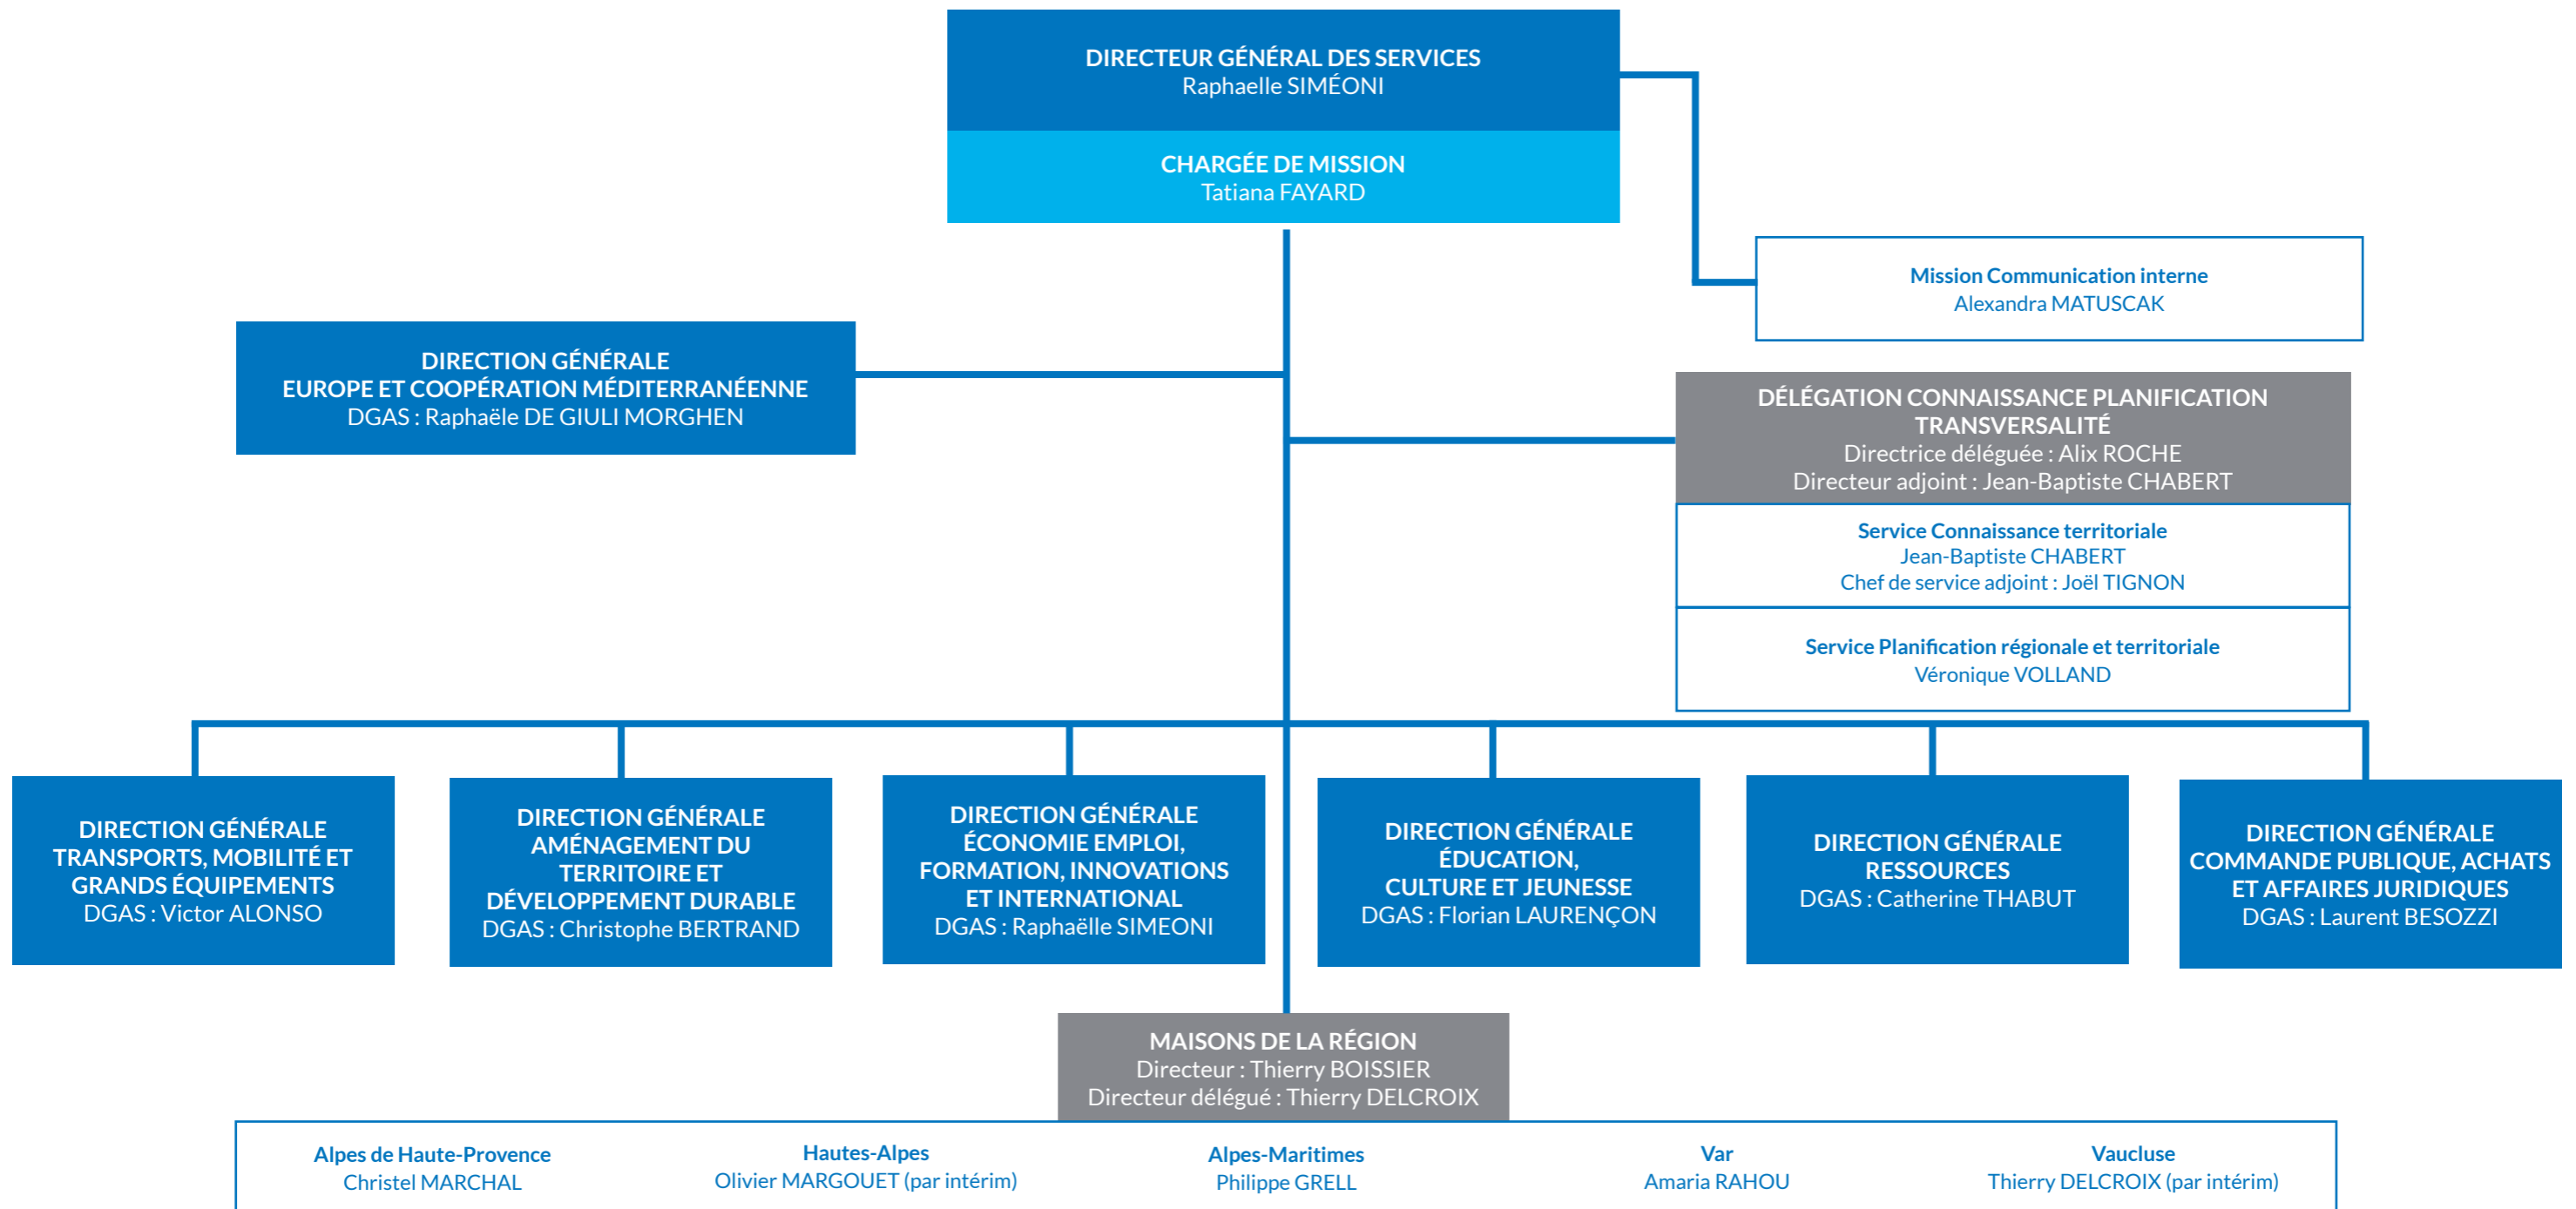 DIRECTEUR GÉNÉRAL DES SERVICES
Raphaelle SIMÉONI
CHARGÉE DE MISSION
Tatiana FAYARD
Mission Communication interne
Alexandra MATUSCAK
DIRECTION GÉNÉRALE
EUROPE ET COOPÉRATION MÉDITERRANÉENNE
DGAS : Raphaële DE GIULI MORGHEN
DÉLÉGATION CONNAISSANCE PLANIFICATION
TRANSVERSALITÉ
Directrice déléguée : Alix ROCHE
Directeur adjoint : Jean-Baptiste CHABERT
Service Connaissance territoriale
Jean-Baptiste CHABERT
Chef de service adjoint : Joël TIGNON
Service Planification régionale et territoriale
Véronique VOLLAND
DIRECTION GÉNÉRALE
TRANSPORTS, MOBILITÉ ET
GRANDS ÉQUIPEMENTS
DGAS : Victor ALONSO
DIRECTION GÉNÉRALE
AMÉNAGEMENT DU
TERRITOIRE ET
DÉVELOPPEMENT DURABLE
DGAS : Christophe BERTRAND
DIRECTION GÉNÉRALE
ÉCONOMIE EMPLOI,
FORMATION, INNOVATIONS
ET INTERNATIONAL
DGAS : Raphaëlle SIMEONI
DIRECTION GÉNÉRALE
ÉDUCATION,
CULTURE ET JEUNESSE
DGAS : Florian LAURENÇON
DIRECTION GÉNÉRALE
RESSOURCES
DGAS : Catherine THABUT
DIRECTION GÉNÉRALE
COMMANDE PUBLIQUE, ACHATS
ET AFFAIRES JURIDIQUES
DGAS : Laurent BESOZZI
MAISONS DE LA RÉGION
Directeur : Thierry BOISSIER
Directeur délégué : Thierry DELCROIX
Alpes de Haute-Provence
Christel MARCHAL
Hautes-Alpes
Olivier MARGOUET (par intérim)
Alpes-Maritimes
Philippe GRELL
Var
Amaria RAHOU
Vaucluse
Thierry DELCROIX (par intérim)